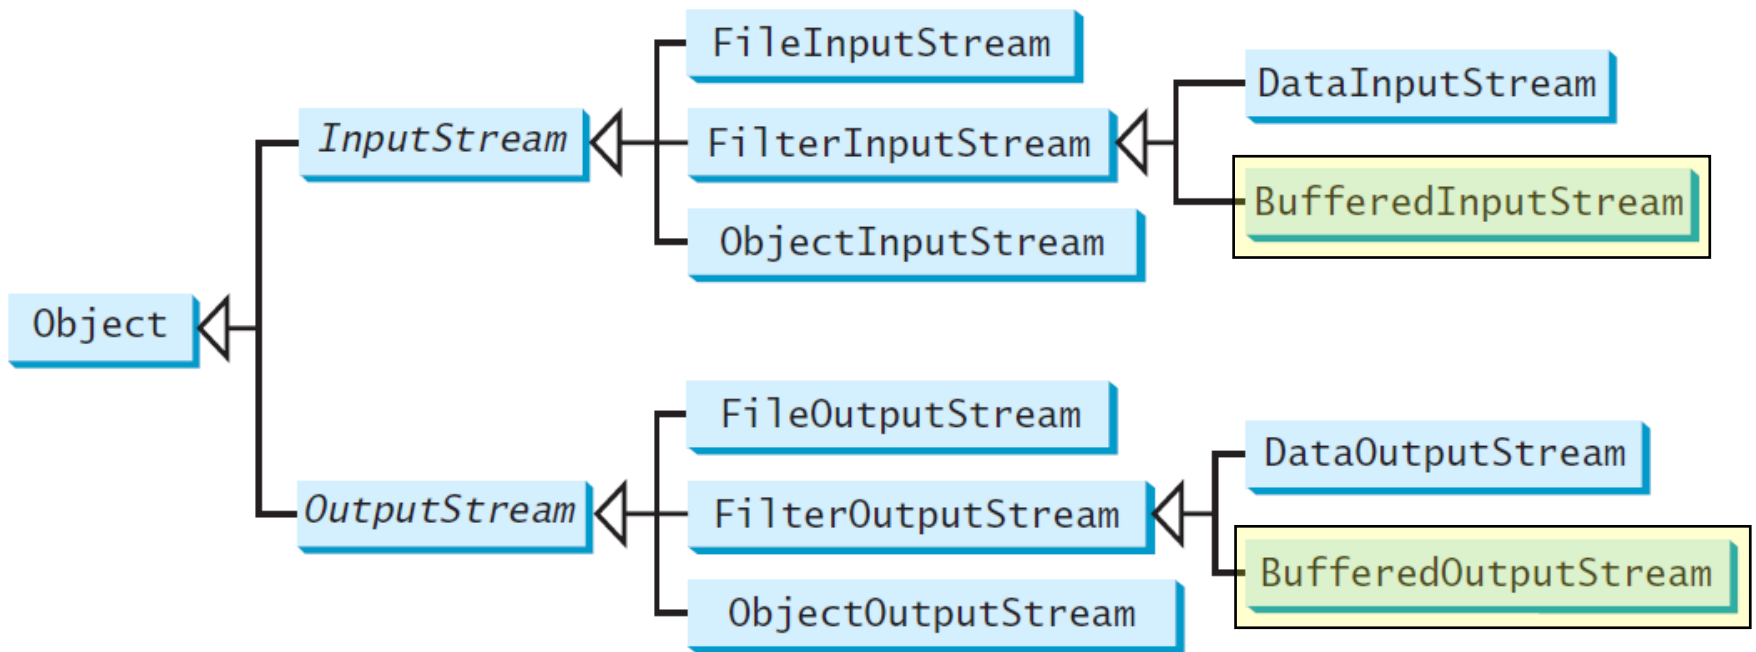 Object
InputStream
FileInputStream
FilterInputStream
ObjectInputStream
DataInputStream
BufferedInputStream
OutputStream
FileOutputStream
FilterOutputStream
ObjectOutputStream
DataOutputStream
BufferedOutputStream